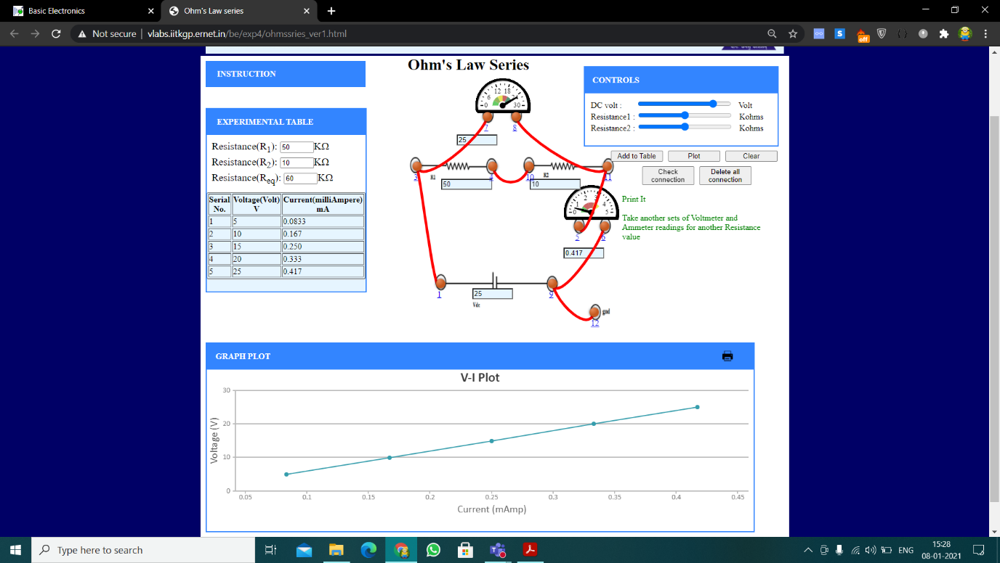 Basic Electronics
Ohm's Law series
Not secure | vlabs.iitkgp.ernet.in/be/exp4/ohmssries_ver1.html
off
INSTRUCTION
Ohm's Law Series
CONTROLS
EXPERIMENTAL TABLE
DC volt : Volt
Resistance1 : Kohms
Resistance2 : Kohms
Add to Table Plot Clear
Check connection
Delete all connection
Print It
Take another sets of Voltmeter and
Ammeter readings for another Resistance
value
Resistance(R1): 50 KΩ
Resistance(R2): 10 KΩ
Resistance(Req): 60 KΩ
Serial No. Voltage(Volt) V Current(milliAmpere) mA
1 5 0.0833
2 10 0.167
3 15 0.250
4 20 0.333
5 25 0.417
0 6 12 18 24 30
7 8
25
3 10 11
R1 R2
50 10
0 1 2 3 4 5
5 6
0.417
1 9
25
Vdc
gnd
12
GRAPH PLOT
V-I Plot
Voltage (V)
30
20
10
0
0.05 0.1 0.15 0.2 0.25 0.3 0.35 0.4 0.45
Current (mAmp)
Type here to search
ENG
15:28
08-01-2021